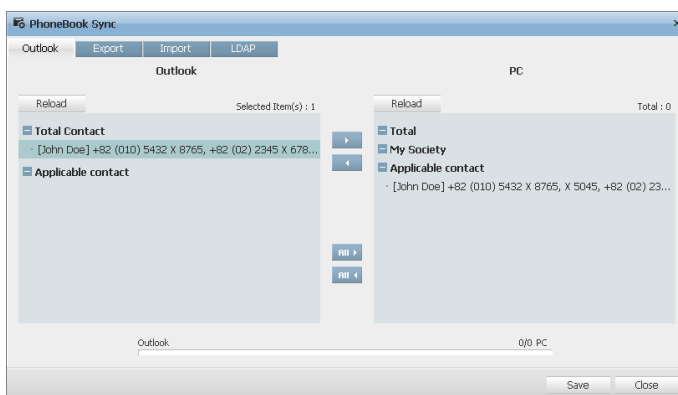 PhoneBook Sync
Outlook Export Import LDAP
Outlook PC
Reload Selected Item(s) : 1 Reload Total : 0
Total Contact
[John Doe] +82 (010) 5432 X 8765, +82 (02) 2345 X 678...
Applicable contact
Total
My Society
Applicable contact
[John Doe] +82 (010) 5432 X 8765, X 5045, +82 (02) 23...
All
All
Outlook 0/0 PC
Save Close